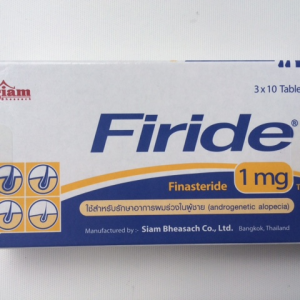 Siam
Bheasach
3 x 10 Table
Firide®
Finasteride 1 mg T
ใช้สำหรับรักษาอาการผมร่วงในผู้ชาย (androgenetic alopecia)
Manufactured by :- Siam Bheasach Co., Ltd. Bangkok, Thailand